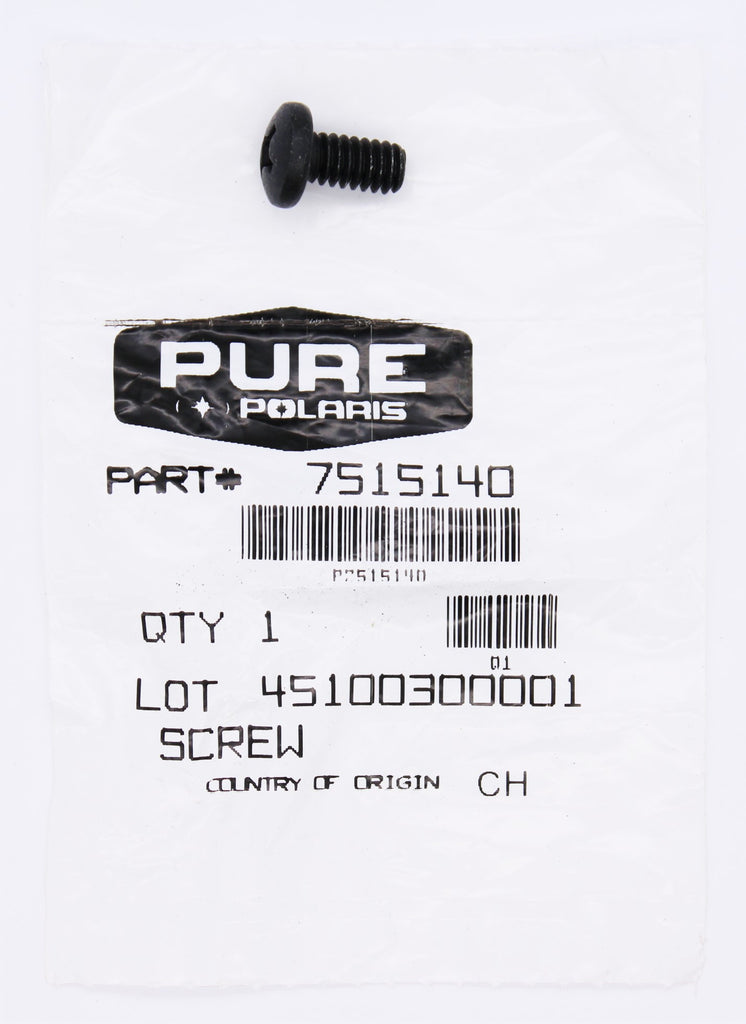 PURE
POLARIS
PART# 7515140
P7515140
QTY 1
01
LOT 45100300001
SCREW
COUNTRY OF ORIGIN CH